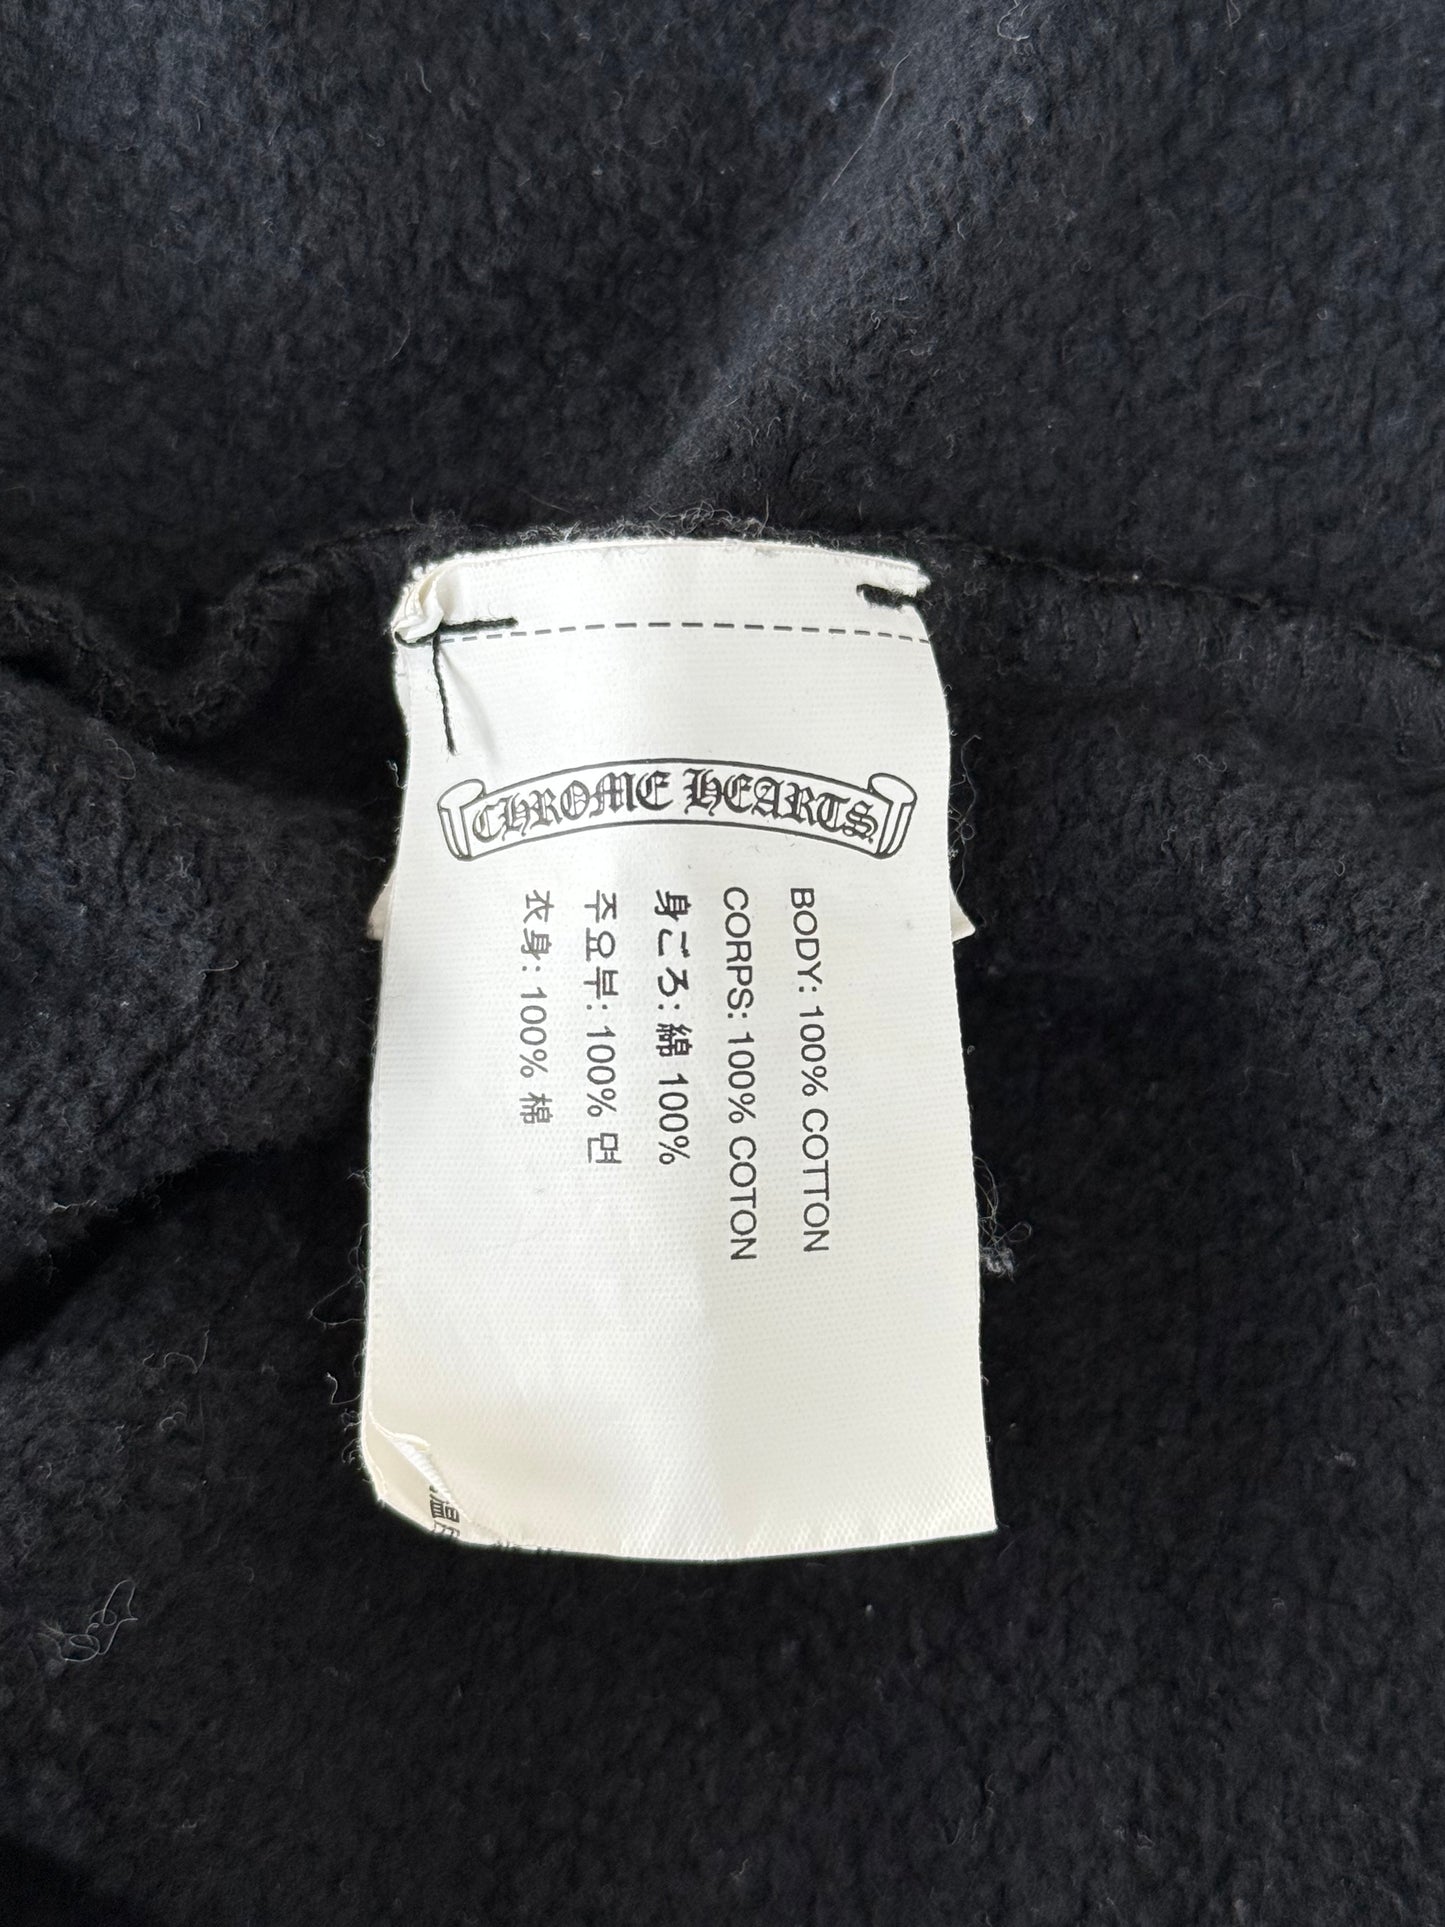 CHROME HEARTS
BODY: 100% COTTON
CORPS: 100% COTON
身ごろ: 綿 100%
주요부: 100% 면
衣身: 100% 棉